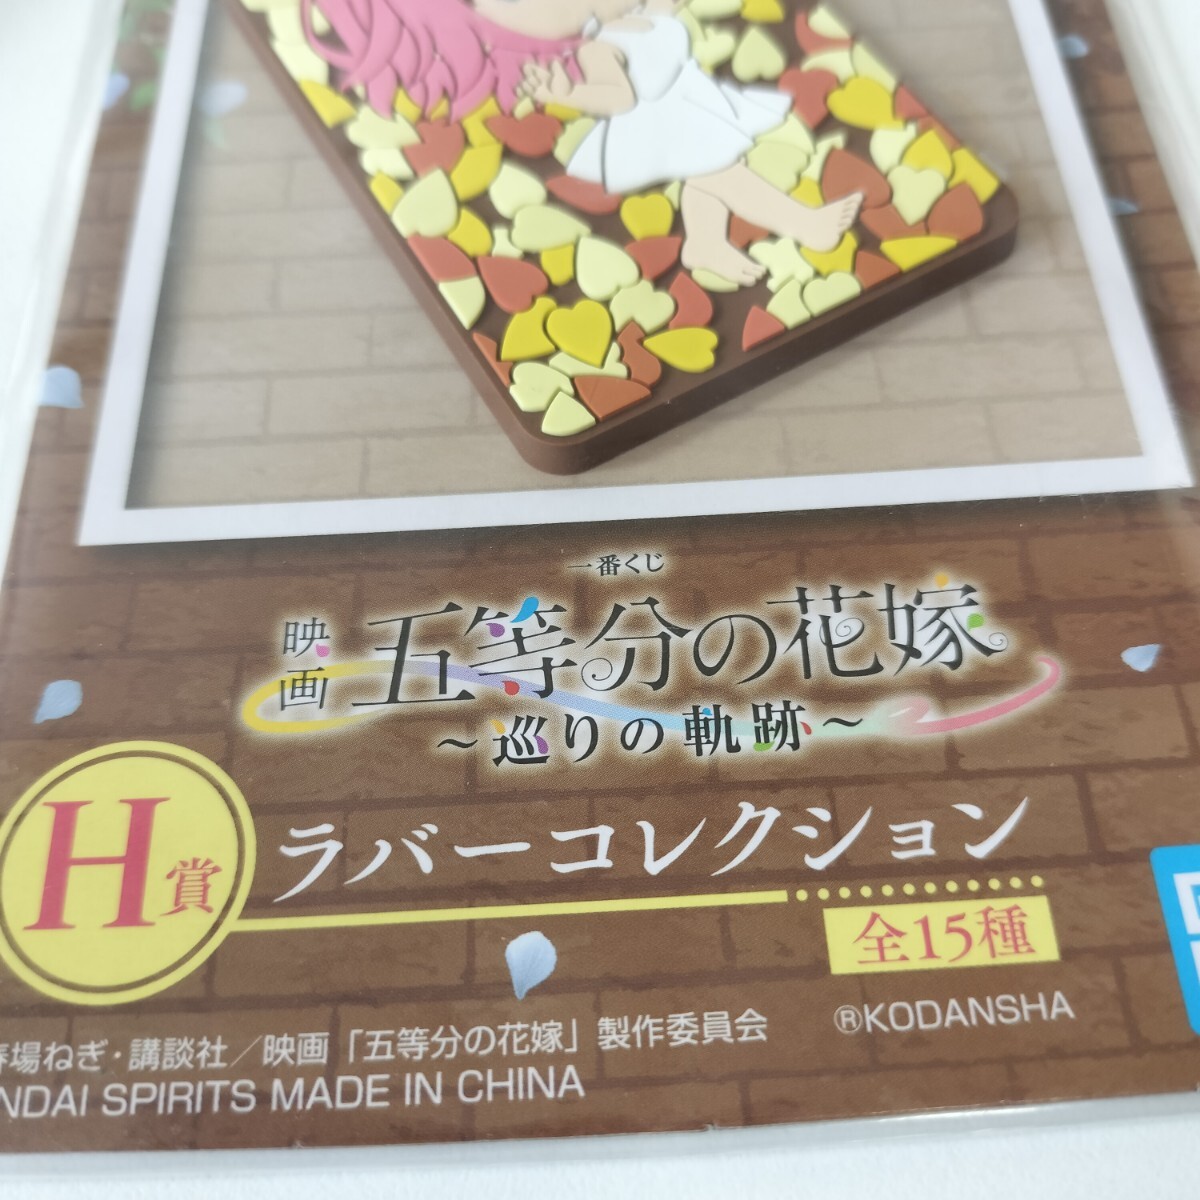 一番くじ
映画 五等分の花嫁
～巡りの軌跡～
H賞 ラバーコレクション
全15種
®KODANSHA
場ねぎ・講談社／映画「五等分の花嫁」製作委員会
NDAI SPIRITS MADE IN CHINA